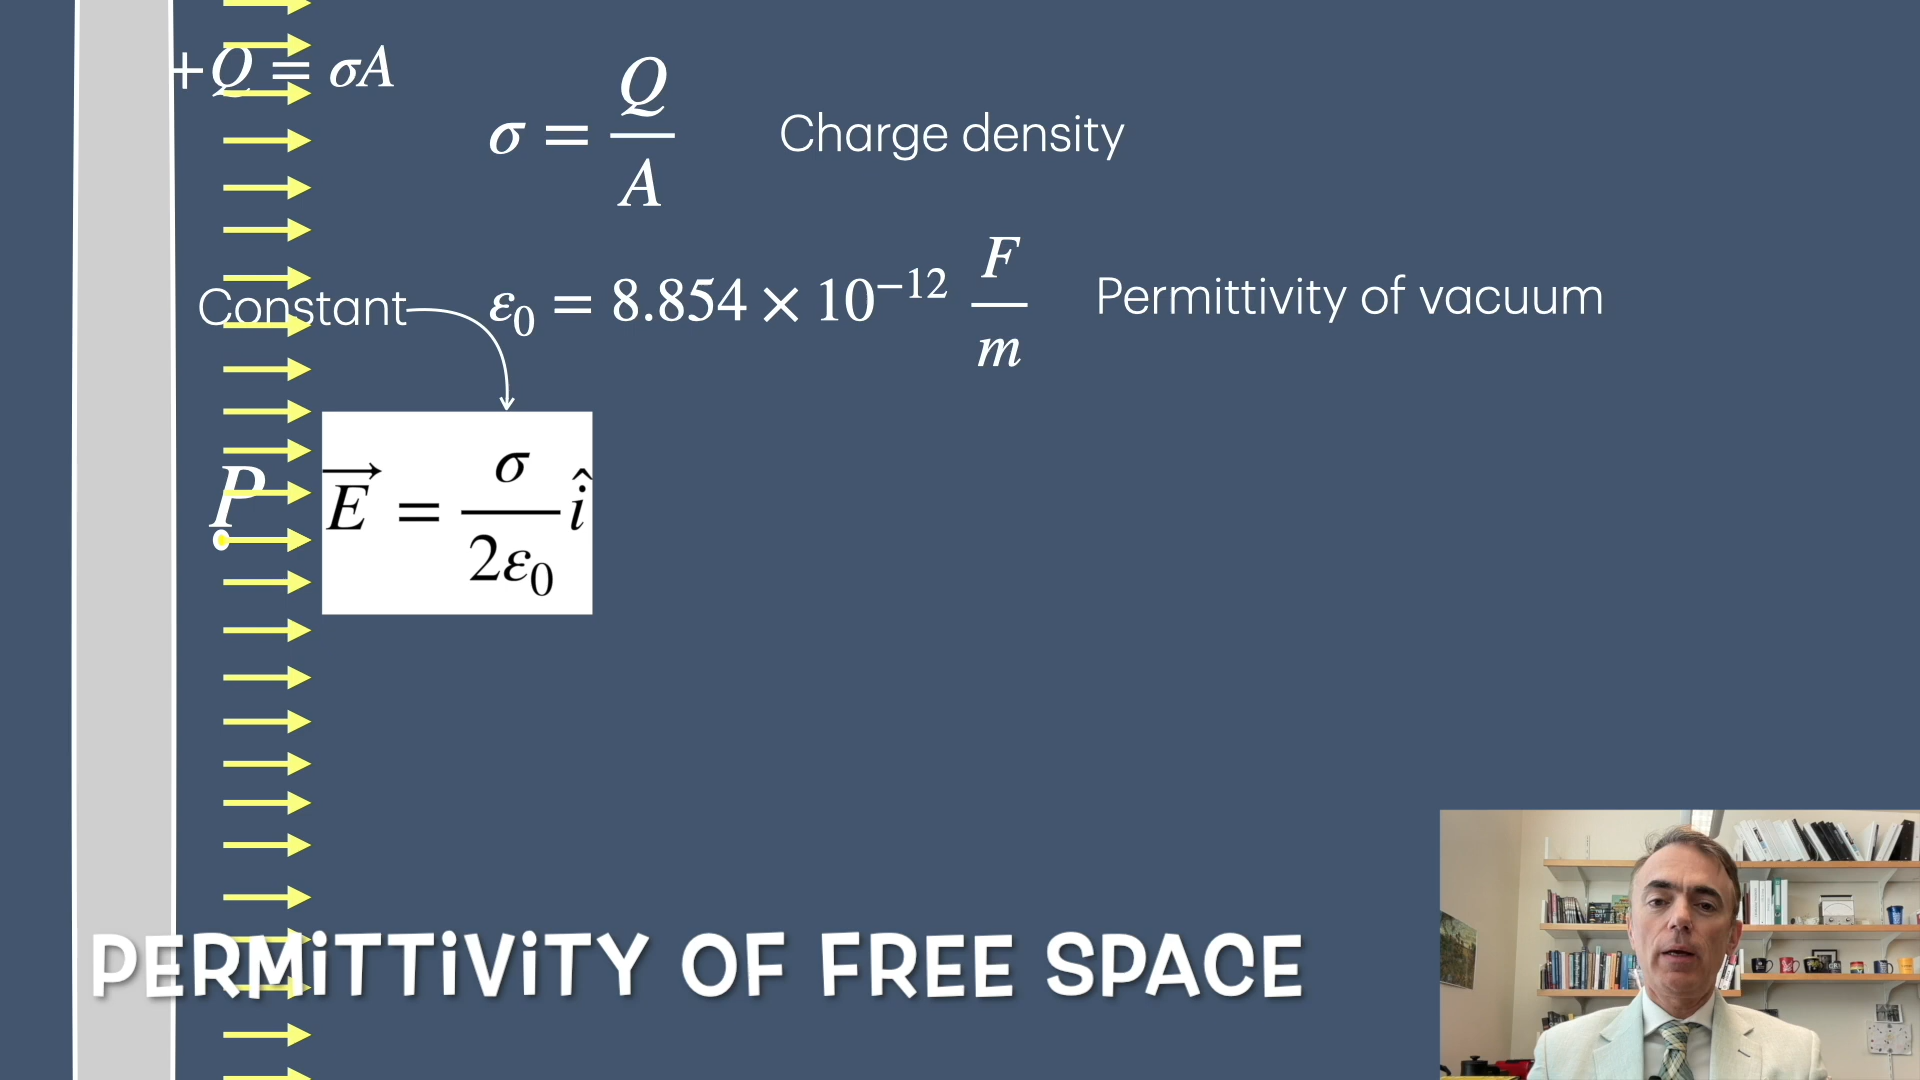 +Q ≡ σA
σ = Q/A Charge density
ε₀ = 8.854 × 10⁻¹² F/m Permittivity of vacuum
Constant
P
E⃗ = σ/2ε₀ î
PERMiTTiViTY OF FREE SPACE